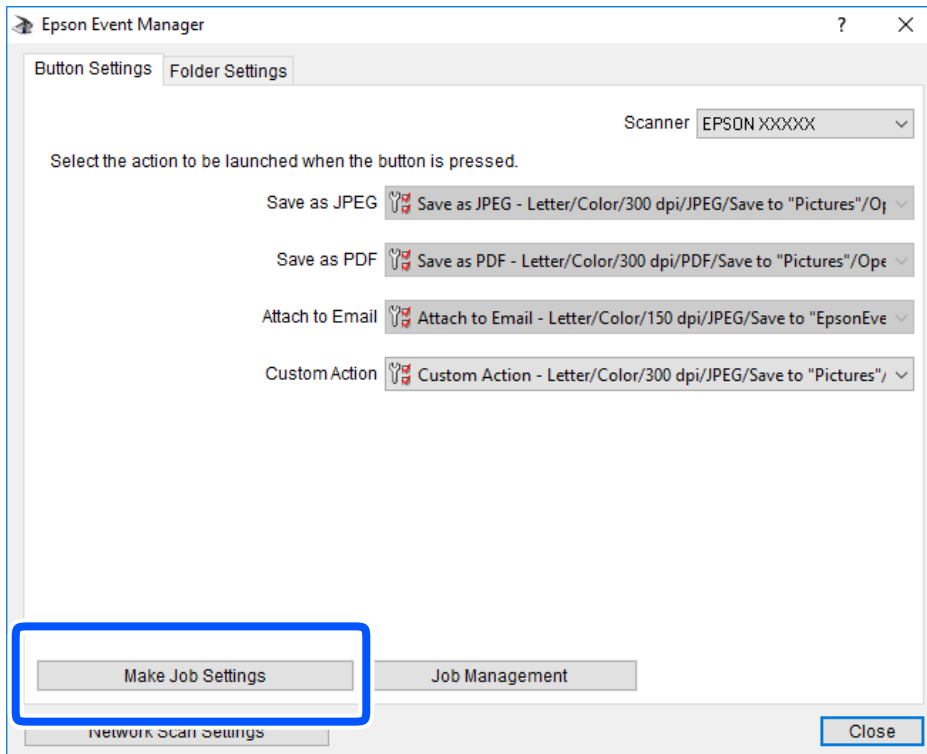 Epson Event Manager
Button Settings
Folder Settings
Scanner EPSON XXXXX
Select the action to be launched when the button is pressed.
Save as JPEG Save as JPEG - Letter/Color/300 dpi/JPEG/Save to "Pictures"/Op
Save as PDF Save as PDF - Letter/Color/300 dpi/PDF/Save to "Pictures"/Ope
Attach to Email Attach to Email - Letter/Color/150 dpi/JPEG/Save to "EpsonEve
Custom Action Custom Action - Letter/Color/300 dpi/JPEG/Save to "Pictures"/
Make Job Settings
Job Management
Network Scan Settings
Close